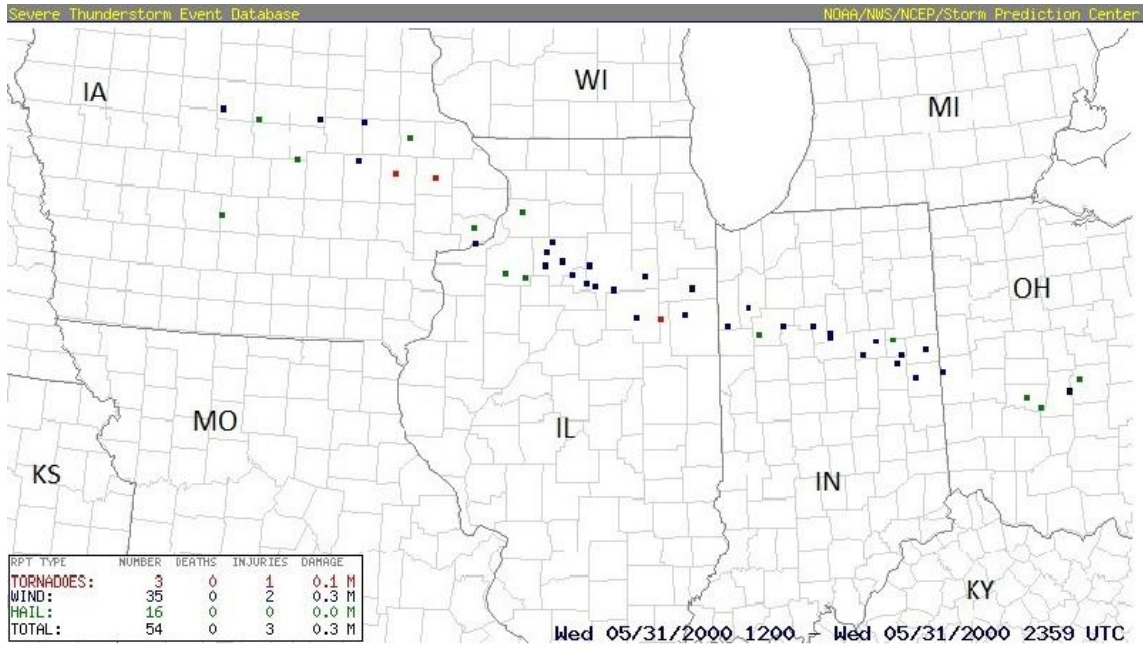 Severe Thunderstorm Event Database NOAA/NWS/NCEP/Storm Prediction Center
IA
WI
MI
OH
MO
IL
KS
IN
KY
RPT TYPE NUMBER DEATHS INJURIES DAMAGE
TORNADOES: 3 0 1 0.1 M
WIND: 35 0 2 0.3 M
HAIL: 16 0 0 0.0 M
TOTAL: 54 0 3 0.3 M
Wed 05/31/2000 1200 - Wed 05/31/2000 2359 UTC